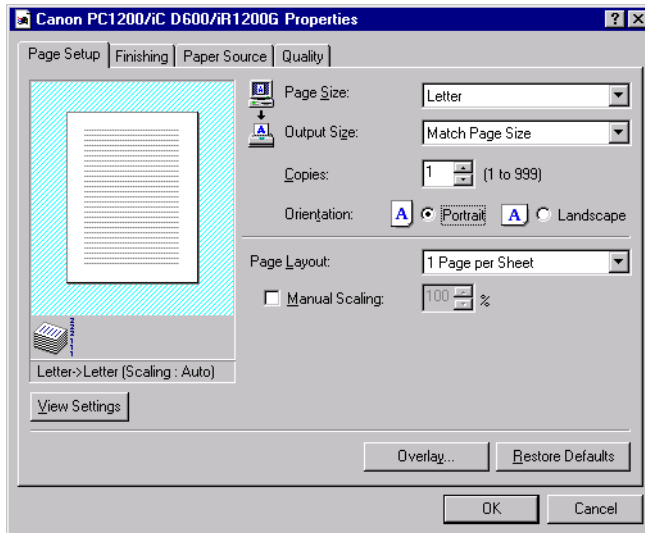 Canon PC1200/iC D600/iR1200G Properties
Page Setup Finishing Paper Source Quality
Page Size: Letter
Output Size: Match Page Size
Copies: 1 (1 to 999)
Orientation: A Portrait A Landscape
Page Layout: 1 Page per Sheet
Manual Scaling: 100 %
Letter->Letter (Scaling : Auto)
View Settings
Overlay... Restore Defaults
OK Cancel